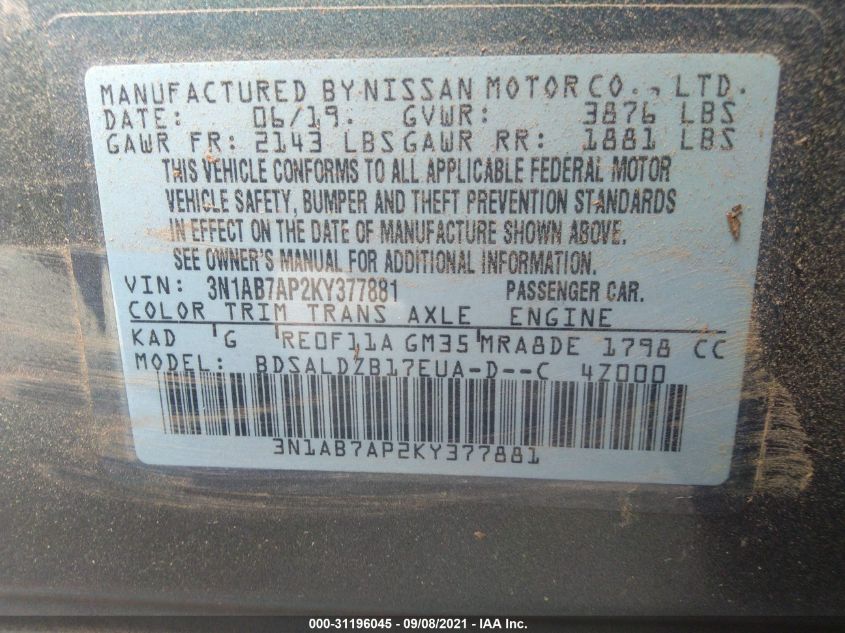 MANUFACTURED BY NISSAN MOTOR CO., LTD.
DATE: 06/19. GVWR: 3876 LBS
GAWR FR: 2143 LBS GAWR RR: 1881 LBS
THIS VEHICLE CONFORMS TO ALL APPLICABLE FEDERAL MOTOR
VEHICLE SAFETY, BUMPER AND THEFT PREVENTION STANDARDS
IN EFFECT ON THE DATE OF MANUFACTURE SHOWN ABOVE.
SEE OWNER'S MANUAL FOR ADDITIONAL INFORMATION.
VIN: 3N1AB7AP2KY377881 PASSENGER CAR.
COLOR TRIM TRANS AXLE ENGINE
KAD G RE0F11A GM35 MRA8DE 1798 CC
MODEL: BDSALDZB17EUA-D--C 4Z000
3N1AB7AP2KY377881
000-31196045 - 09/08/2021 - IAA Inc.